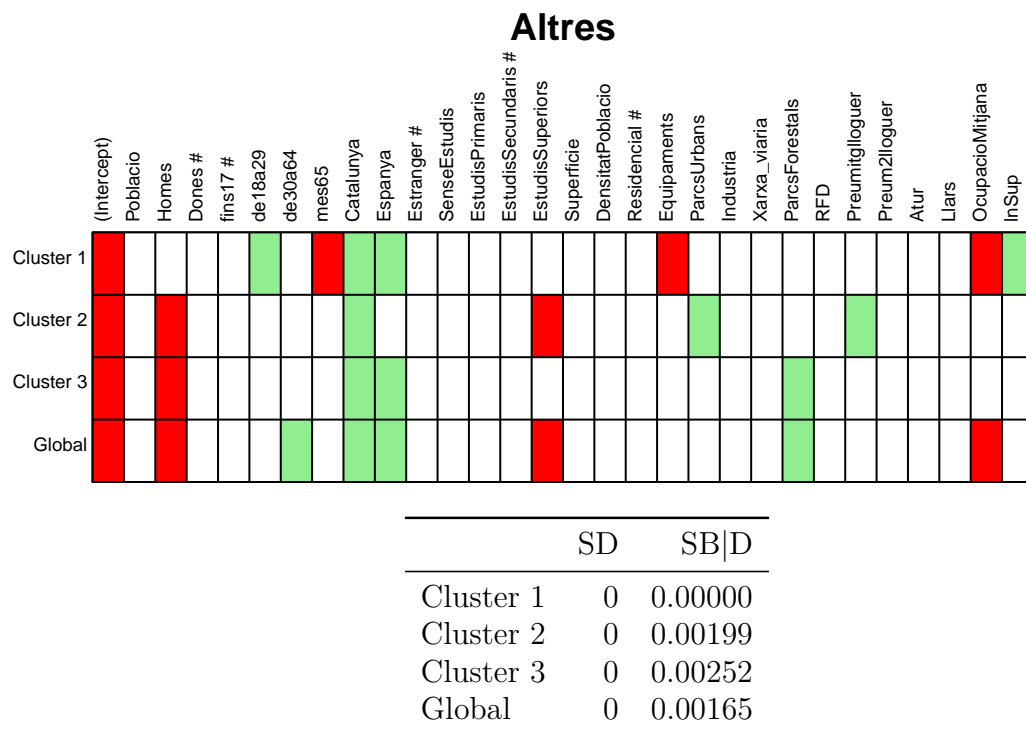 Altres
(Intercept)
Poblacio
Homes
Dones #
fins17 #
de18a29
de30a64
mes65
Catalunya
Espanya
Estranger #
SenseEstudis
EstudisPrimaris
EstudisSecundaris #
EstudisSuperiors
Superficie
DensitatPoblacio
Residencial #
Equipaments
ParcsUrbans
Industria
Xarxa_viaria
ParcsForestals
RFD
Preumitglloguer
Preum2lloguer
Atur
Llars
OcupacioMitjana
InSup
Cluster 1
Cluster 2
Cluster 3
Global
SD SB|D
Cluster 1 0 0.00000
Cluster 2 0 0.00199
Cluster 3 0 0.00252
Global 0 0.00165